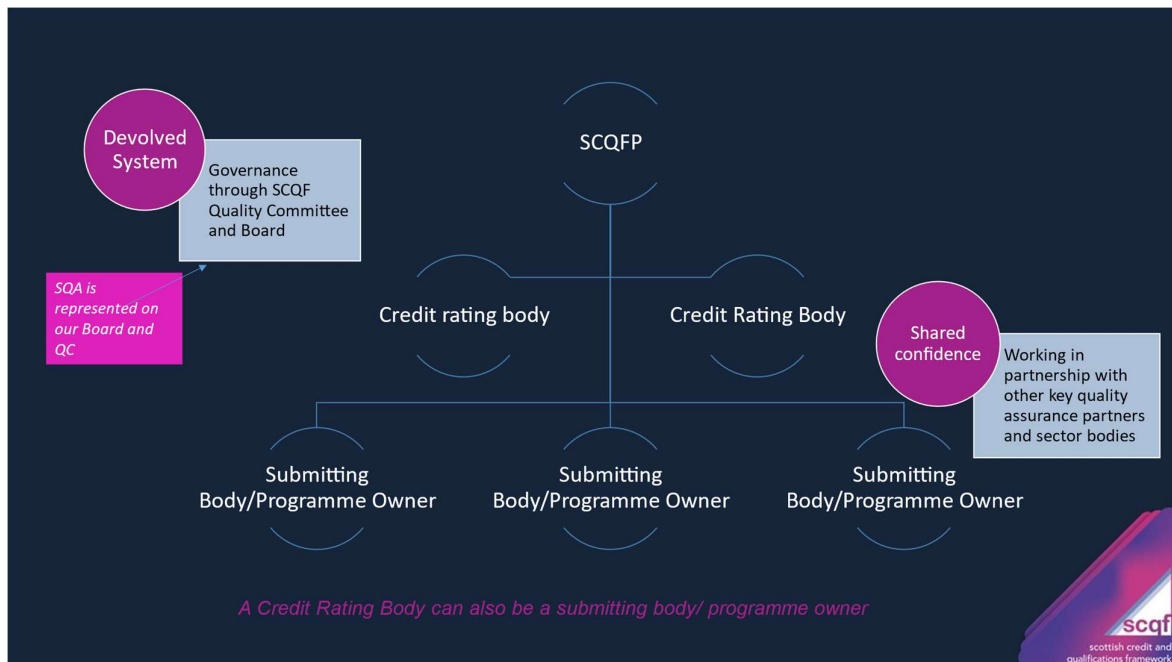 SCQFP
Devolved
System
Governance
through SCQF
Quality Committee
and Board
SQA is
represented on
our Board and
QC
Credit rating body
Credit Rating Body
Shared
confidence
Working in
partnership with
other key quality
assurance partners
and sector bodies
Submitting
Body/Programme Owner
Submitting
Body/Programme Owner
Submitting
Body/Programme Owner
A Credit Rating Body can also be a submitting body/ programme owner
scqf
scottish credit and
qualifications framework